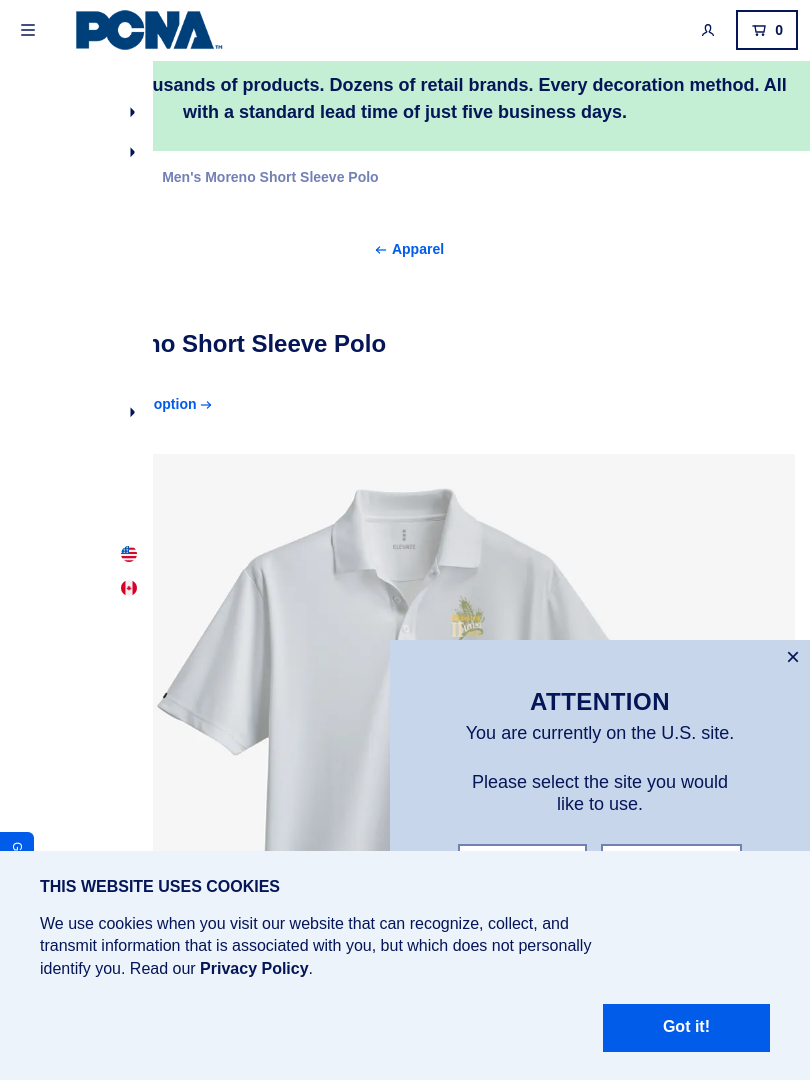 PCNA™
0
usands of products. Dozens of retail brands. Every decoration method. All
with a standard lead time of just five business days.
Men's Moreno Short Sleeve Polo
Apparel
no Short Sleeve Polo
option
ELEVATE
ATTENTION
You are currently on the U.S. site.
Please select the site you would
like to use.
G
THIS WEBSITE USES COOKIES
We use cookies when you visit our website that can recognize, collect, and
transmit information that is associated with you, but which does not personally
identify you. Read our Privacy Policy.
Got it!